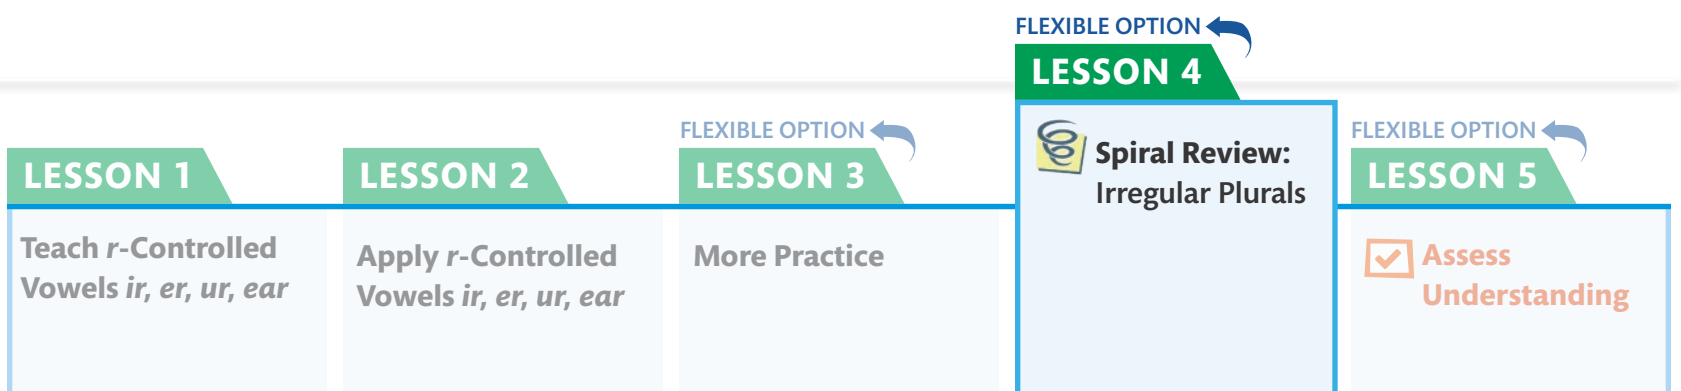 FLEXIBLE OPTION
LESSON 4
Spiral Review:
Irregular Plurals
LESSON 1
Teach r-Controlled
Vowels ir, er, ur, ear
LESSON 2
Apply r-Controlled
Vowels ir, er, ur, ear
FLEXIBLE OPTION
LESSON 3
More Practice
FLEXIBLE OPTION
LESSON 5
Assess
Understanding